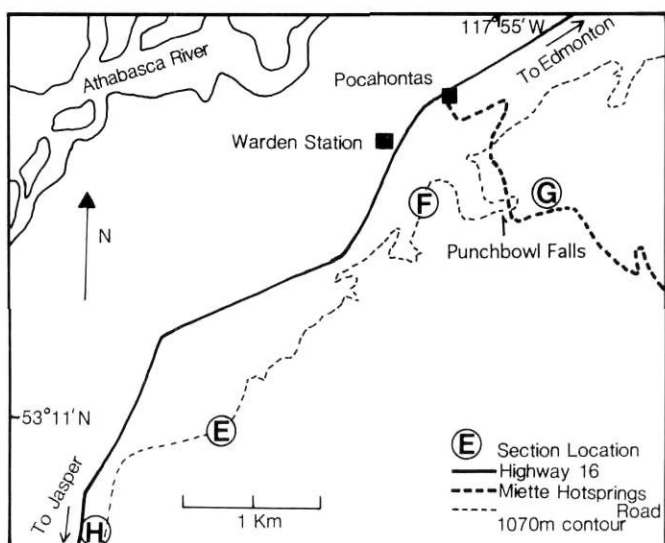 117°55'W
To Edmonton
Athabasca River
Pocahontas
Warden Station
N
F
G
Punchbowl Falls
53°11'N
E
To Jasper
H
1 Km
E Section Location
Highway 16
Miette Hotsprings
Road
1070m contour